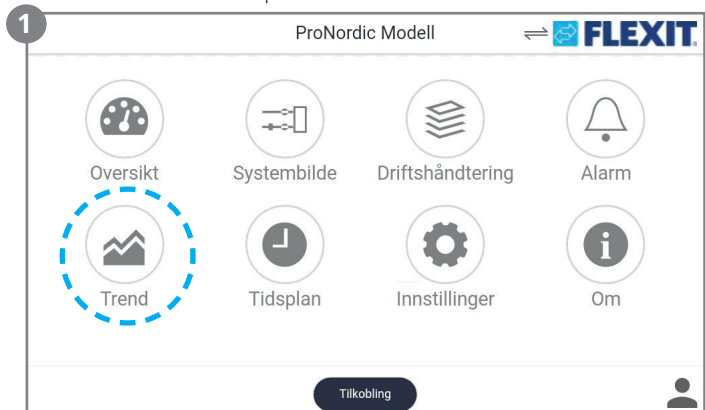 1
ProNordic Modell
FLEXIT.
Oversikt Systembilde Driftshåndtering Alarm
Trend Tidsplan Innstillinger Om
Tilkobling